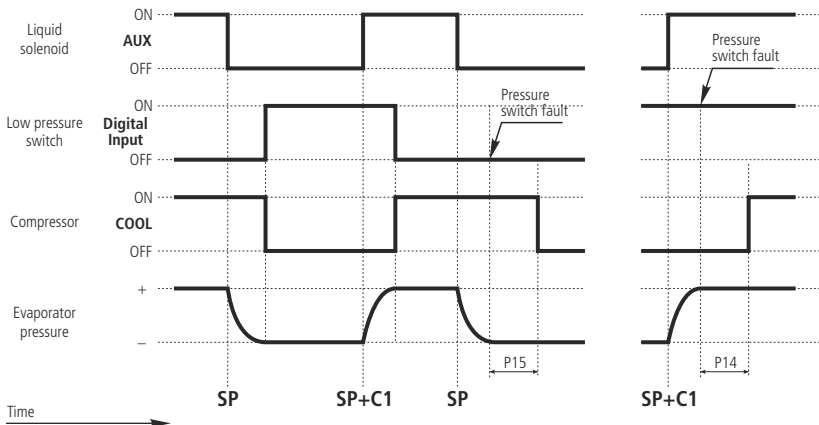 Liquid
solenoid
AUX
ON
OFF
Pressure
switch fault
Low pressure
switch
Digital
Input
ON
OFF
Pressure
switch fault
Compressor
COOL
ON
OFF
Evaporator
pressure
+
–
P15
P14
SP
SP+C1
SP
SP+C1
Time